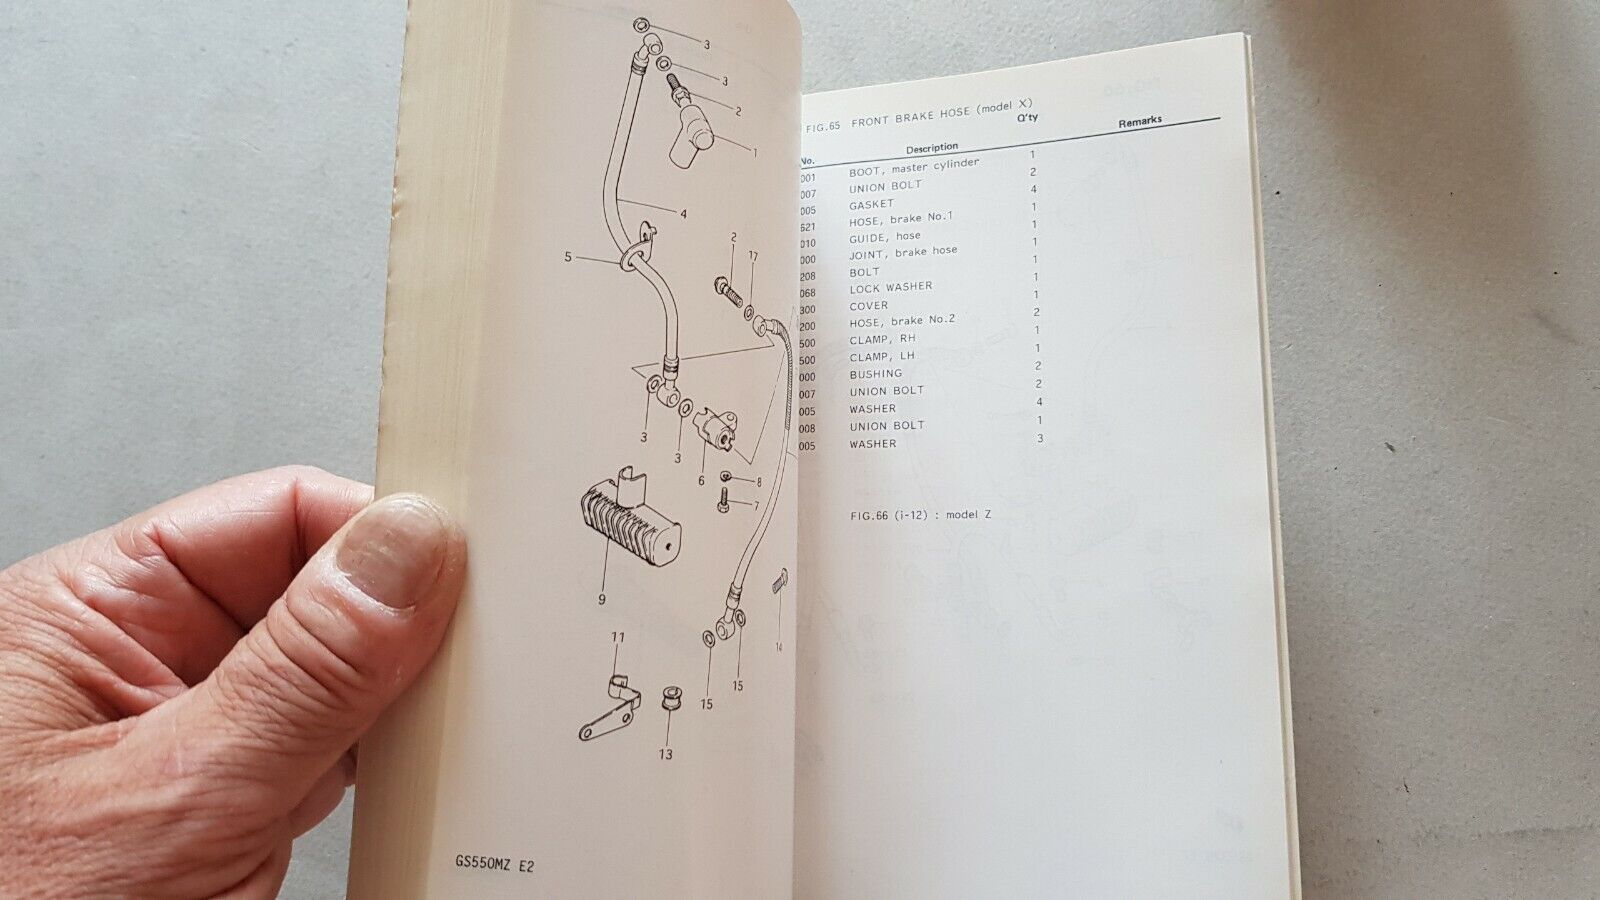 3
3
2
1
4
5
2
17
3
3
6
8
7
9
14
11
15
15
13
GS550MZ E2
FIG.65 FRONT BRAKE HOSE (model X)
No. Description Q'ty Remarks
001 BOOT, master cylinder 1
007 UNION BOLT 2
005 GASKET 4
621 HOSE, brake No.1 1
010 GUIDE, hose 1
000 JOINT, brake hose 1
208 BOLT 1
068 LOCK WASHER 1
300 COVER 1
200 HOSE, brake No.2 2
500 CLAMP, RH 1
500 CLAMP, LH 1
000 BUSHING 2
007 UNION BOLT 2
005 WASHER 4
008 UNION BOLT 1
005 WASHER 3
FIG.66 (i-12) : model Z